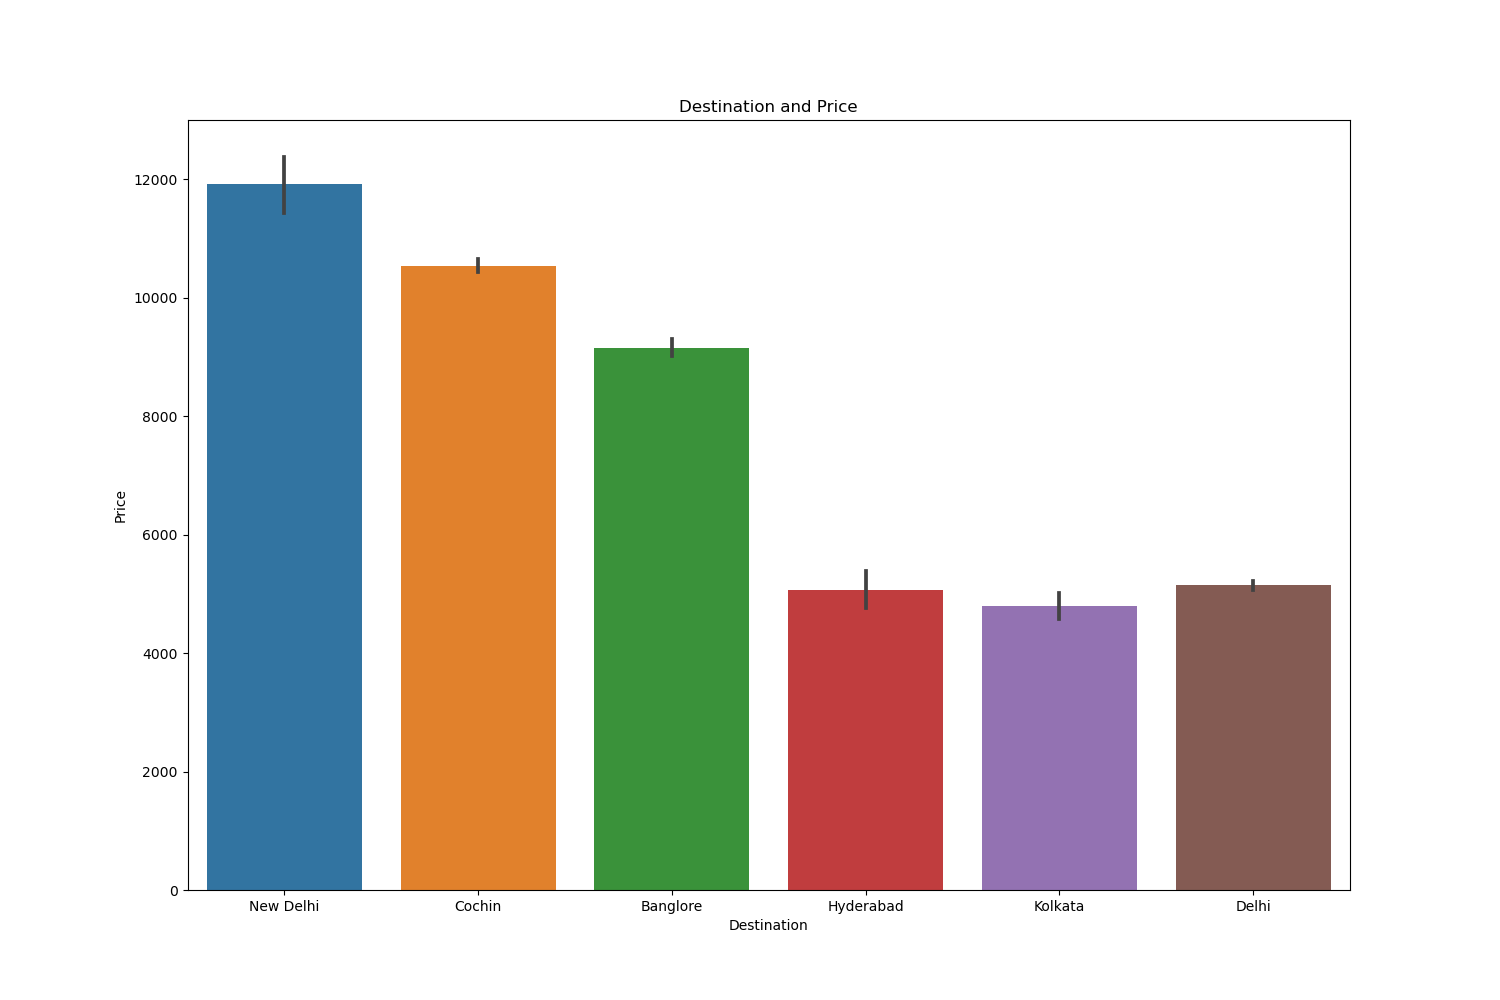 Destination and Price
12000
10000
8000
6000
4000
2000
0
Price
New Delhi
Cochin
Banglore
Hyderabad
Kolkata
Delhi
Destination